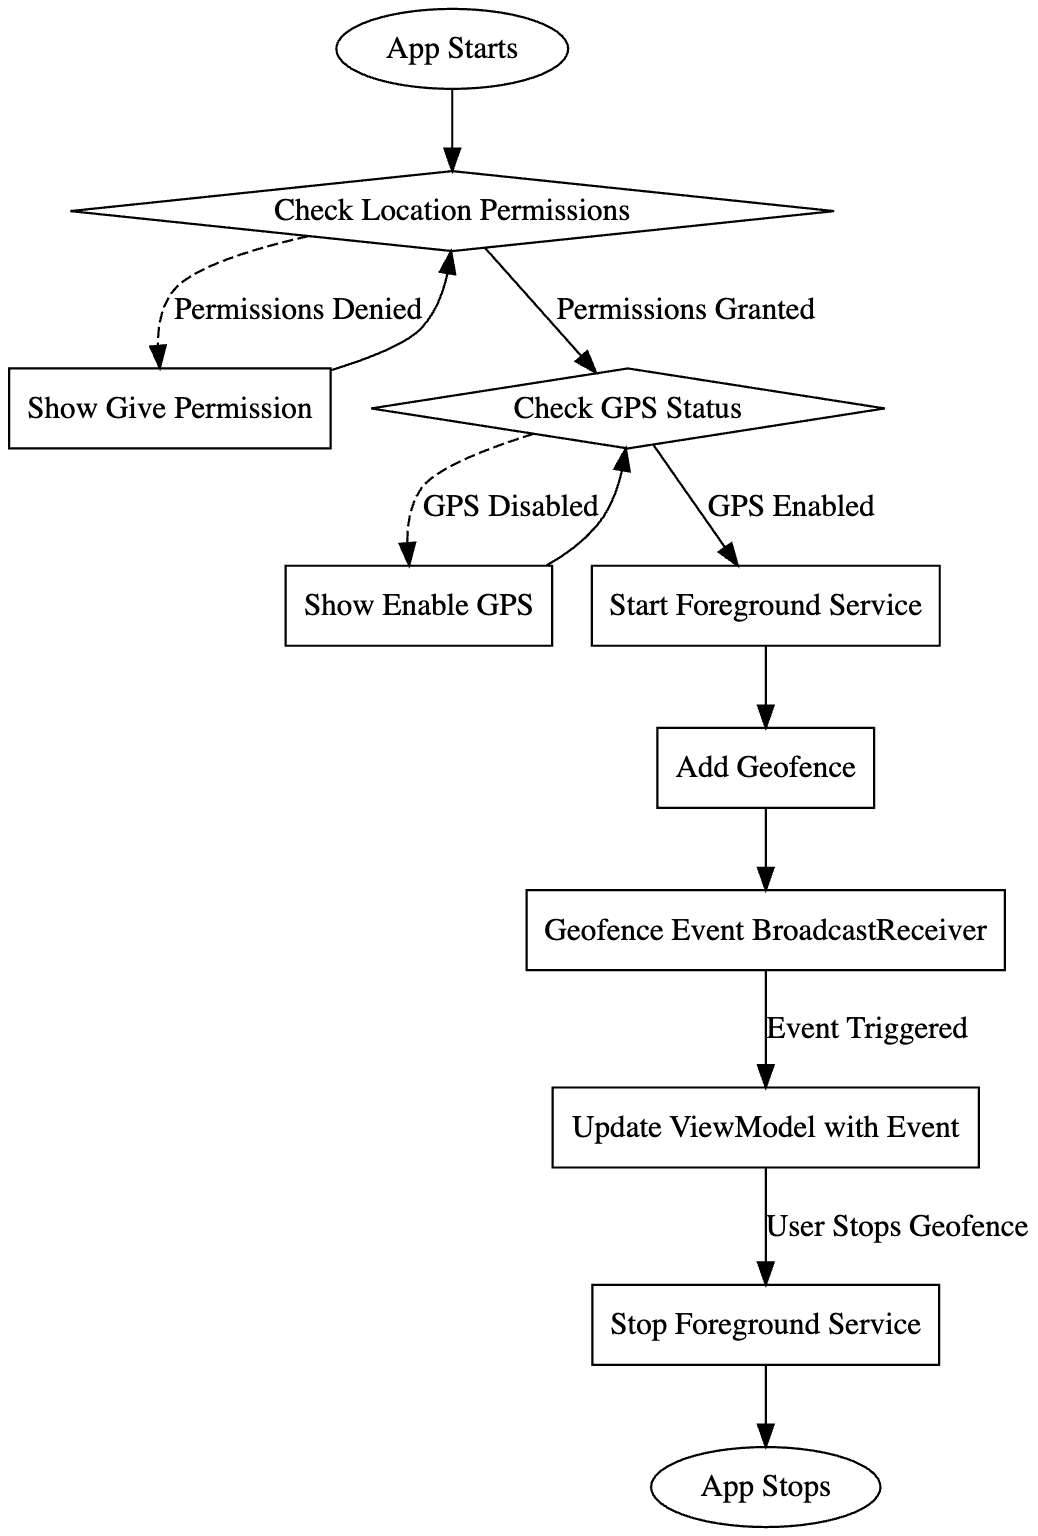 App Starts
Check Location Permissions
Permissions Denied
Permissions Granted
Show Give Permission
Check GPS Status
GPS Disabled
GPS Enabled
Show Enable GPS
Start Foreground Service
Add Geofence
Geofence Event BroadcastReceiver
Event Triggered
Update ViewModel with Event
User Stops Geofence
Stop Foreground Service
App Stops